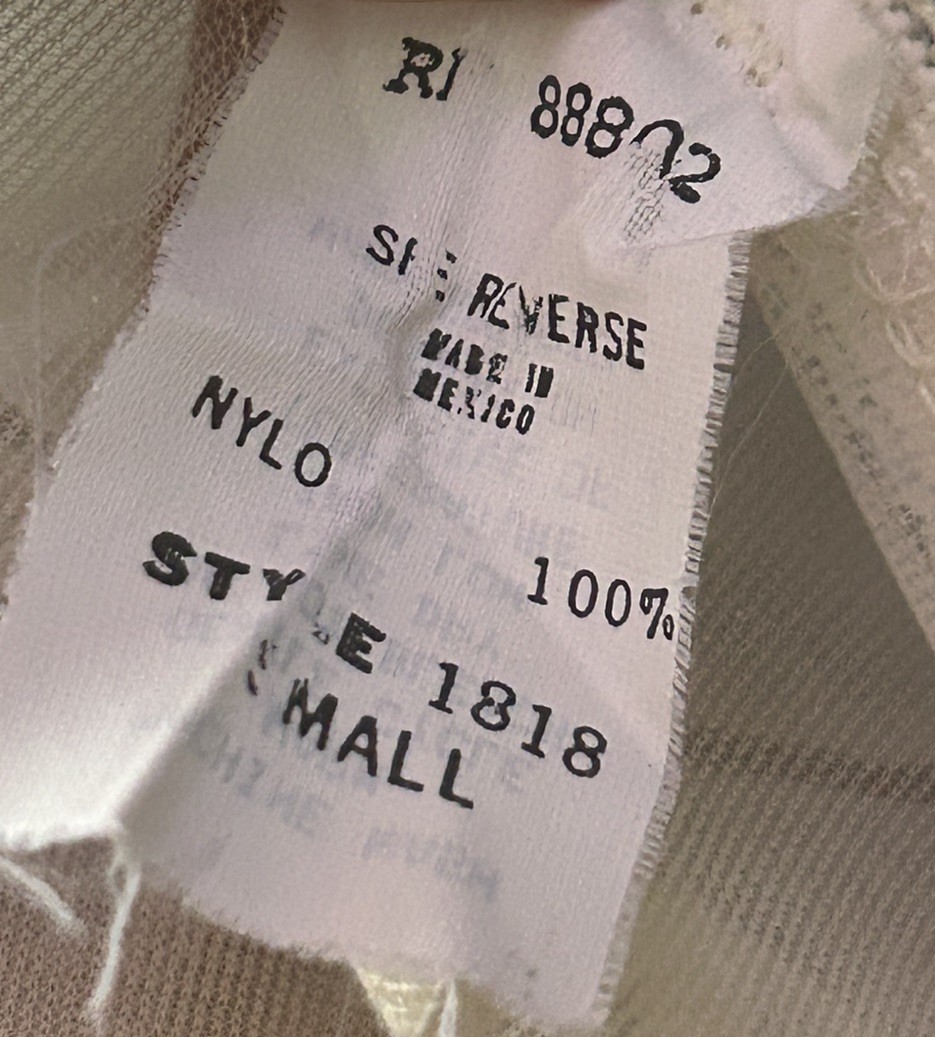 RN 88802
SEE REVERSE
MADE IN
MEXICO
NYLO 100%
STYLE 1818
SMALL